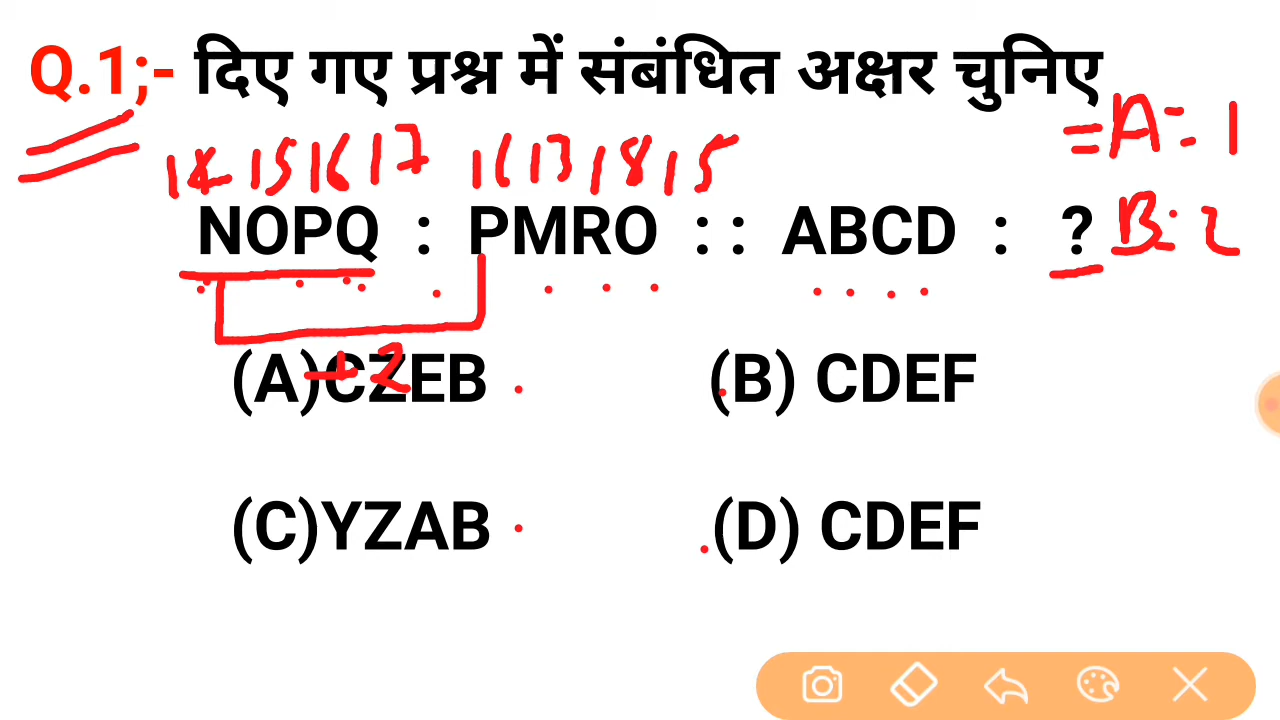 Q.1;- दिए गए प्रश्न में संबंधित अक्षर चुनिए
= A = 1
14 15 16 17 16 13 18 15
NOPQ : PMRO : : ABCD : ? B: 2
+2
(A)CZEB (B) CDEF
(C)YZAB (D) CDEF